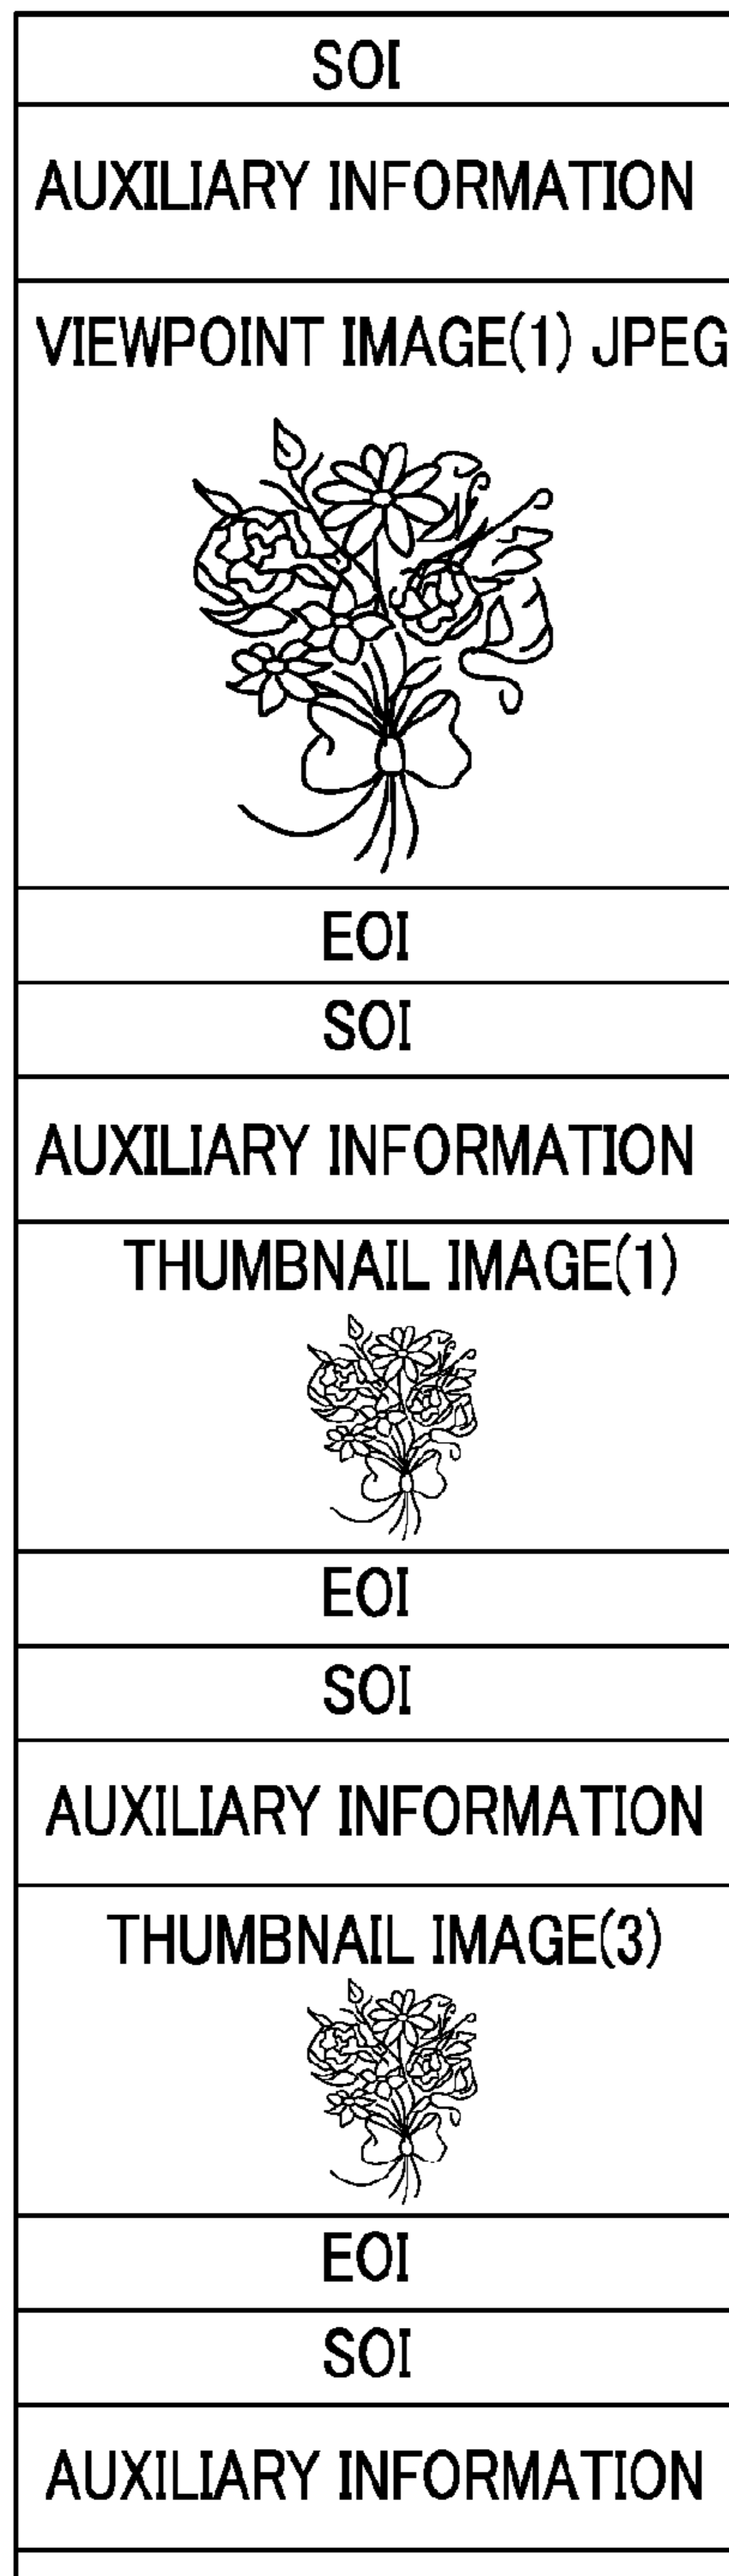 SOI
AUXILIARY INFORMATION
VIEWPOINT IMAGE(1) JPEG
EOI
SOI
AUXILIARY INFORMATION
THUMBNAIL IMAGE(1)
EOI
SOI
AUXILIARY INFORMATION
THUMBNAIL IMAGE(3)
EOI
SOI
AUXILIARY INFORMATION